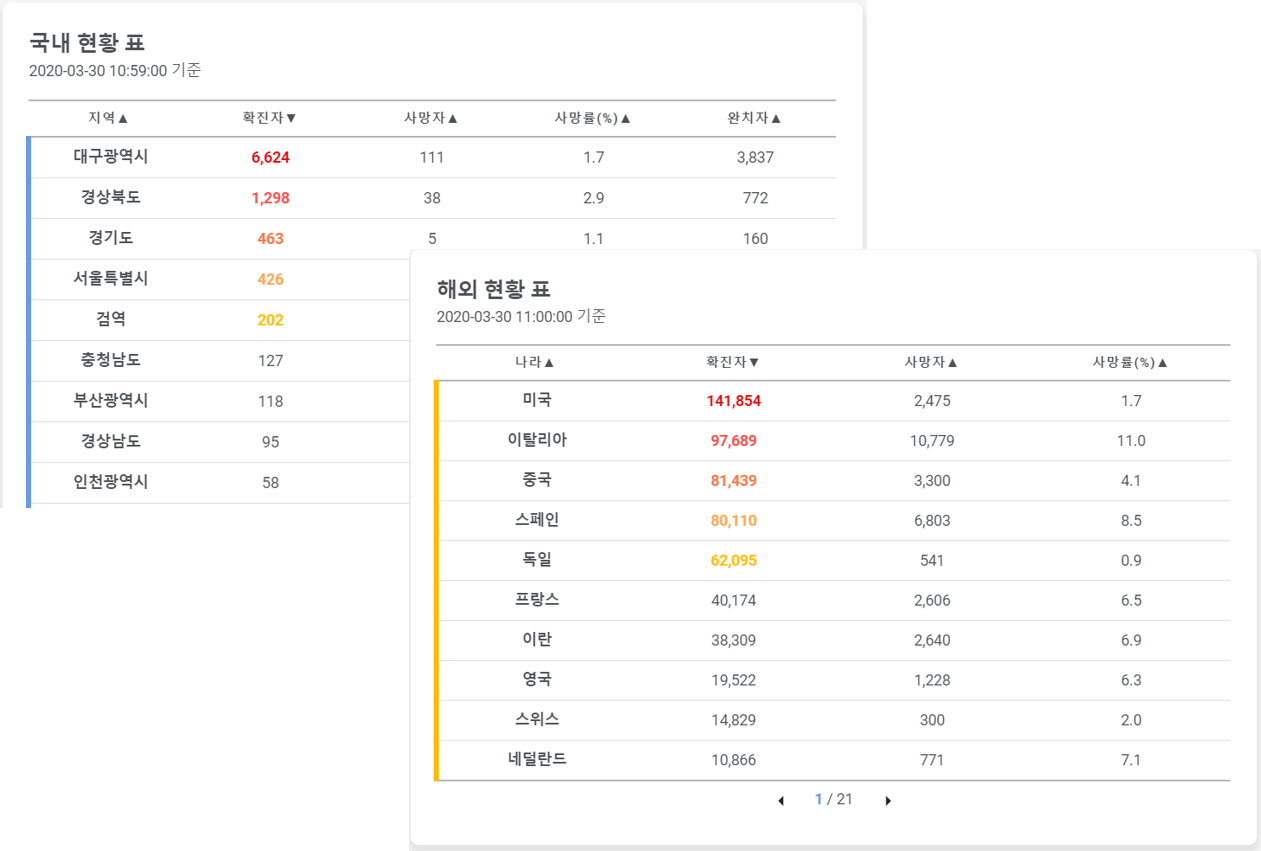 국내 현황 표
2020-03-30 10:59:00 기준
지역▲ 확진자▼ 사망자▲ 사망률(%)▲ 완치자▲
대구광역시 6,624 111 1.7 3,837
경상북도 1,298 38 2.9 772
경기도 463 5 1.1 160
서울특별시 426
검역 202
충청남도 127
부산광역시 118
경상남도 95
인천광역시 58
해외 현황 표
2020-03-30 11:00:00 기준
나라▲ 확진자▼ 사망자▲ 사망률(%)▲
미국 141,854 2,475 1.7
이탈리아 97,689 10,779 11.0
중국 81,439 3,300 4.1
스페인 80,110 6,803 8.5
독일 62,095 541 0.9
프랑스 40,174 2,606 6.5
이란 38,309 2,640 6.9
영국 19,522 1,228 6.3
스위스 14,829 300 2.0
네덜란드 10,866 771 7.1
1 / 21